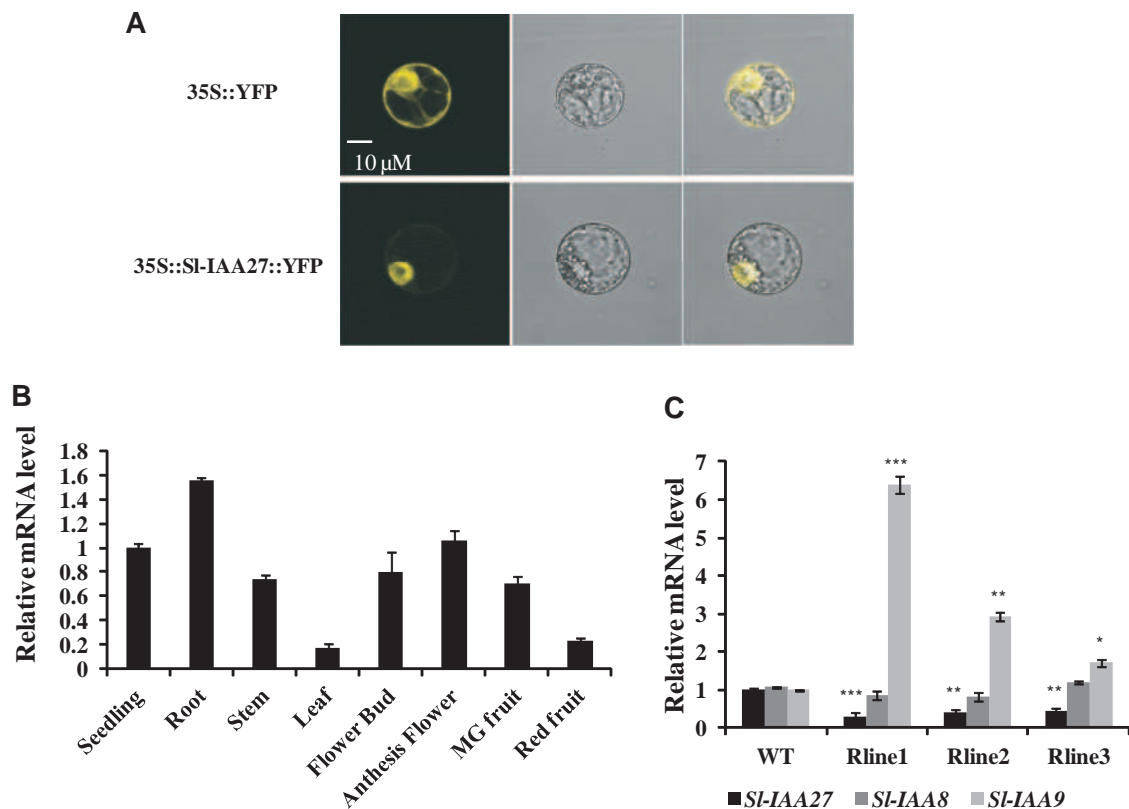 A
35S::YFP
10 µM
35S::Sl-IAA27::YFP
B
Relative mRNA level
1.8
1.6
1.4
1.2
1
0.8
0.6
0.4
0.2
0
Seedling
Root
Stem
Leaf
Flower Bud
Anthesis Flower
MG fruit
Red fruit
C
Relative mRNA level
7
6
5
4
3
2
1
0
***
***
**
**
**
*
WT
Rline1
Rline2
Rline3
Sl-IAA27
Sl-IAA8
Sl-IAA9